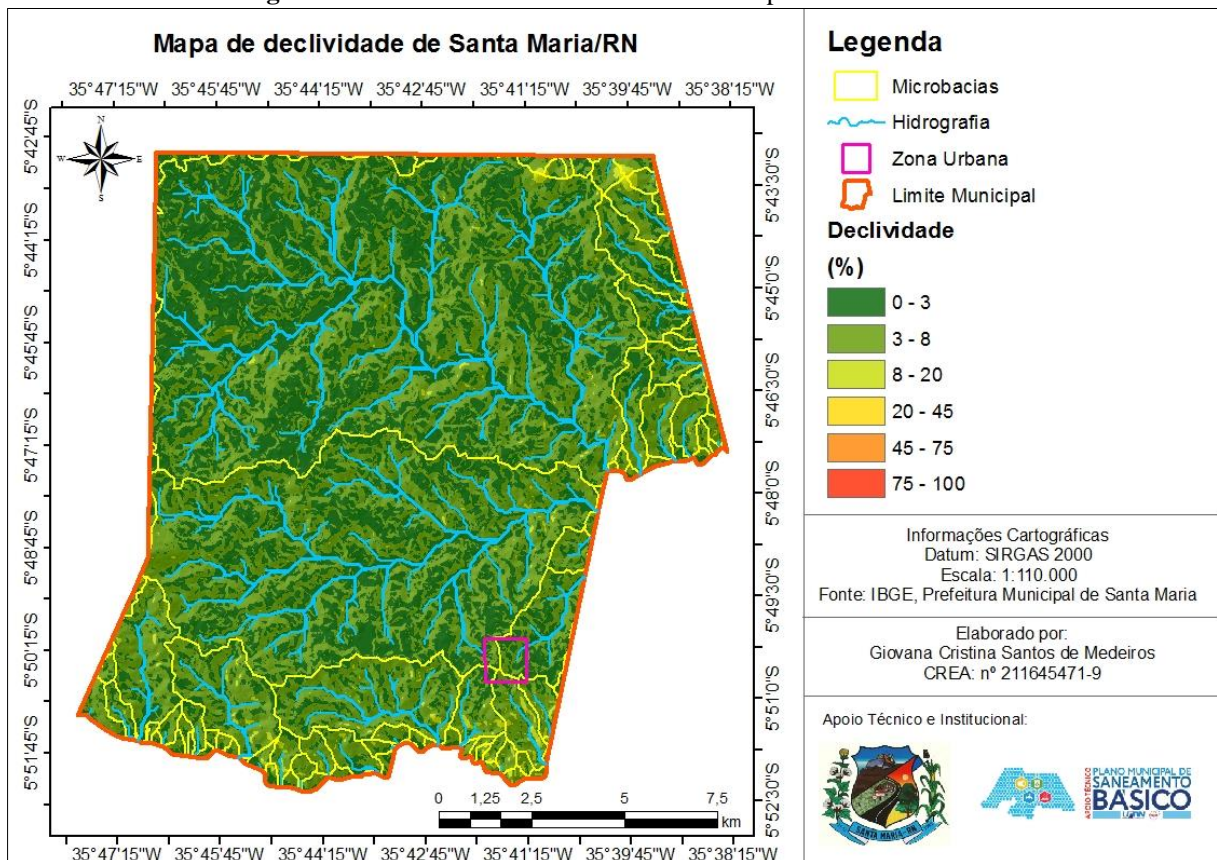 Mapa de declividade de Santa Maria/RN
35°47'15"W 35°45'45"W 35°44'15"W 35°42'45"W 35°41'15"W 35°39'45"W 35°38'15"W
5°42'45"S
5°44'15"S
5°45'45"S
5°47'15"S
5°48'45"S
5°50'15"S
5°51'45"S
N
W E
S
5°43'30"S
5°45'0"S
5°46'30"S
5°48'0"S
5°49'30"S
5°51'0"S
5°52'30"S
0 1,25 2,5 5 7,5
km
35°47'15"W 35°45'45"W 35°44'15"W 35°42'45"W 35°41'15"W 35°39'45"W 35°38'15"W
Legenda
Microbacias
Hidrografia
Zona Urbana
Limite Municipal
Declividade
(%)
0 - 3
3 - 8
8 - 20
20 - 45
45 - 75
75 - 100
Informações Cartográficas
Datum: SIRGAS 2000
Escala: 1:110.000
Fonte: IBGE, Prefeitura Municipal de Santa Maria
Elaborado por:
Giovana Cristina Santos de Medeiros
CREA: nº 211645471-9
Apoio Técnico e Institucional:
SANTA MARIA-RN
APOIO TÉCNICO
PLANO MUNICIPAL DE
SANEAMENTO
BÁSICO